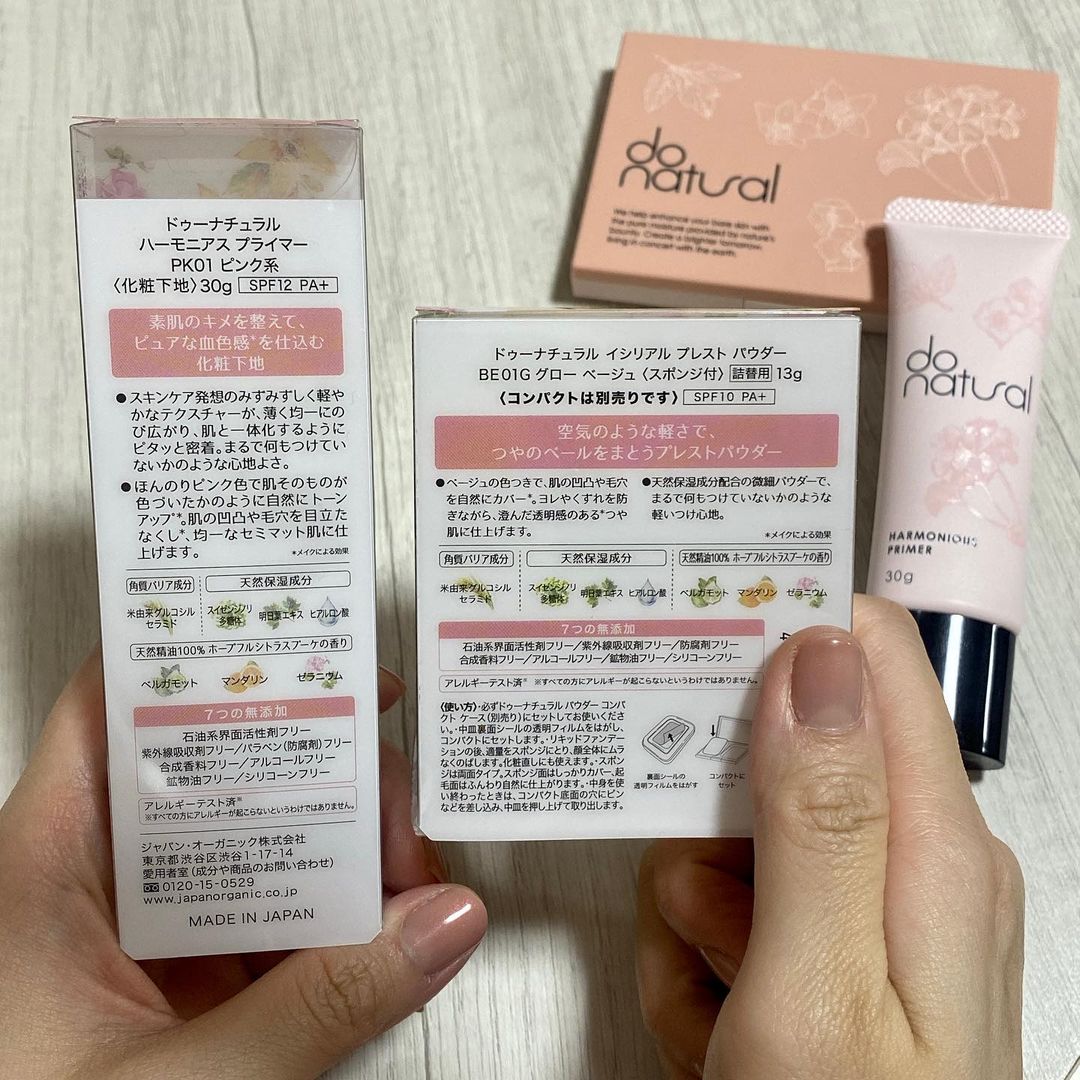 ドゥーナチュラル
ハーモニアス プライマー
PK01 ピンク系
〈化粧下地〉30g SPF12 PA+
素肌のキメを整えて、
ピュアな血色感*を仕込む
化粧下地
●スキンケア発想のみずみずしく軽や
かなテクスチャーが、薄く均一にの
び広がり、肌と一体化するように
ピタッと密着。まるで何もつけてい
ないかのような心地よさ。
●ほんのりピンク色で肌そのものが
色づいたかのように自然にトーン
アップ*。肌の凹凸や毛穴を目立た
なくし*、均一なセミマット肌に仕
上げます。 *メイクによる効果
角質バリア成分 天然保湿成分
米由来グルコシル
セラミド
スイゼンジノリ
多糖体
明日葉エキス ヒアルロン酸
天然精油100% ホープフルシトラスブーケの香り
ベルガモット マンダリン ゼラニウム
7つの無添加
石油系界面活性剤フリー
紫外線吸収剤フリー/パラベン(防腐剤)フリー
合成香料フリー/アルコールフリー
鉱物油フリー/シリコーンフリー
アレルギーテスト済※
※すべての方にアレルギーが起こらないというわけではありません。
ジャパン・オーガニック株式会社
東京都渋谷区渋谷1-17-14
愛用者室(成分や商品のお問い合わせ)
0120-15-0529
www.japanorganic.co.jp
MADE IN JAPAN
ドゥーナチュラル イシリアル プレスト パウダー
BE01G グロー ベージュ〈スポンジ付〉 詰替用 13g
〈コンパクトは別売りです〉 SPF10 PA+
空気のような軽さで、
つやのベールをまとうプレストパウダー
●ベージュの色つきで、肌の凹凸や毛穴
を自然にカバー*。ヨレやくずれを防
ぎながら、澄んだ透明感のある*つや
肌に仕上げます。
●天然保湿成分配合の微細パウダーで、
まるで何もつけていないかのような
軽いつけ心地。
*メイクによる効果
角質バリア成分 天然保湿成分 天然精油100% ホープフルシトラスブーケの香り
米由来グルコシル
セラミド
スイゼンジノリ
多糖体
明日葉エキス ヒアルロン酸 ベルガモット マンダリン ゼラニウム
7つの無添加
石油系界面活性剤フリー/紫外線吸収剤フリー/防腐剤フリー
合成香料フリー/アルコールフリー/鉱物油フリー/シリコーンフリー
アレルギーテスト済※ ※すべての方にアレルギーが起こらないというわけではありません。
〈使い方〉・必ずドゥーナチュラル パウダー コンパ
クト ケース(別売り)にセットしてお使いくださ
い。・中皿裏面シールの透明フィルムをはがし、
コンパクトにセットします。・リキッドファンデー
ションの後、適量をスポンジにとり、顔全体にムラ
なくのばします。化粧直しにも使えます。・スポン
ジは両面タイプ。スポンジ面はしっかりカバー、起
毛面はふんわり自然に仕上がります。・中身を使
い終わったときは、コンパクト底面の穴にピン
などを差し込み、中皿を押し上げて取り出します。
裏面シールの
透明フィルムをはがす
コンパクトに
セット
do
natural
We help enhance your bare skin with
the pure moisture provided by nature's
bounty. Create a brighter tomorrow
living in concert with the earth.
do
natural
HARMONIOUS
PRIMER
30g